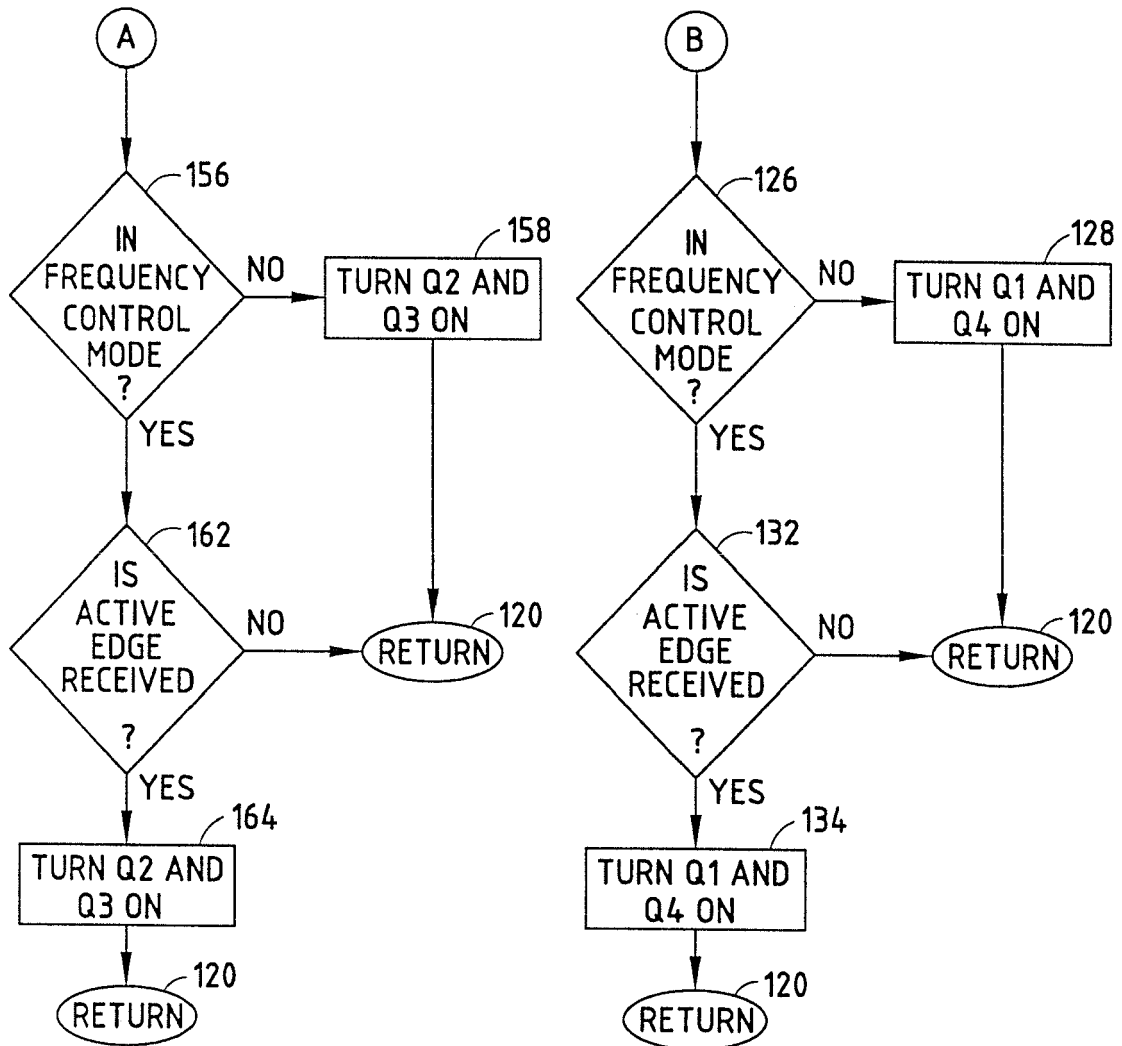 A
156
IN
FREQUENCY
CONTROL
MODE
?
NO
158
TURN Q2 AND
Q3 ON
YES
162
IS
ACTIVE
EDGE
RECEIVED
?
NO
120
RETURN
YES
164
TURN Q2 AND
Q3 ON
120
RETURN
B
126
IN
FREQUENCY
CONTROL
MODE
?
NO
128
TURN Q1 AND
Q4 ON
YES
132
IS
ACTIVE
EDGE
RECEIVED
?
NO
120
RETURN
YES
134
TURN Q1 AND
Q4 ON
120
RETURN